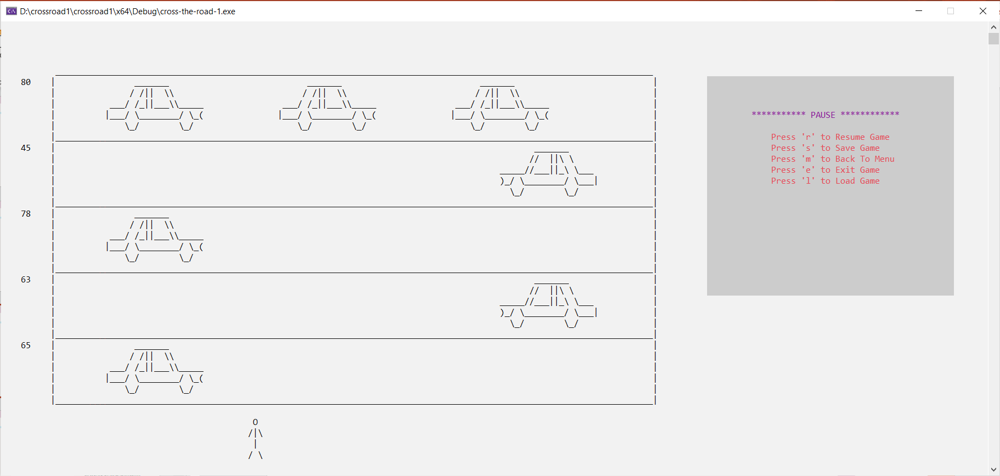 D:\crossroad1\crossroad1\x64\Debug\cross-the-road-1.exe
80
45
78
63
65
*********** PAUSE ************
Press 'r' to Resume Game
Press 's' to Save Game
Press 'm' to Back To Menu
Press 'e' to Exit Game
Press 'l' to Load Game